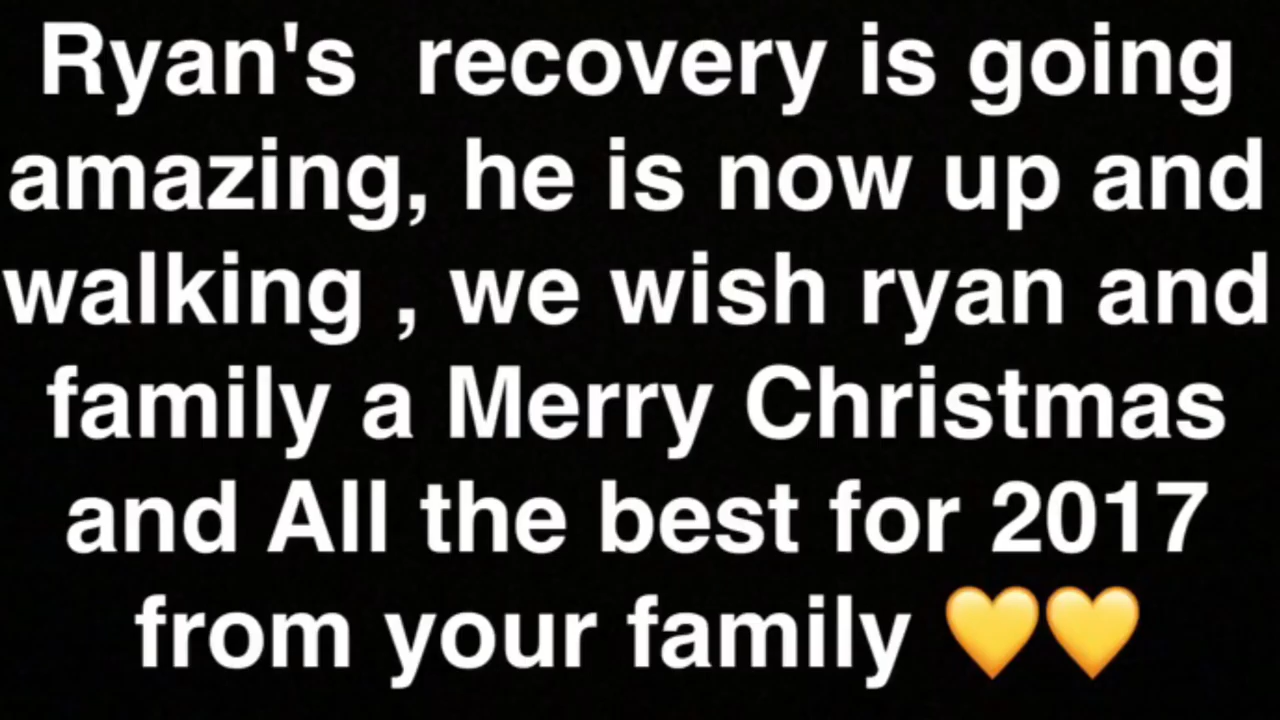 Ryan's  recovery is going
amazing, he is now up and
walking , we wish ryan and
family a Merry Christmas
and All the best for 2017
from your family 💛💛